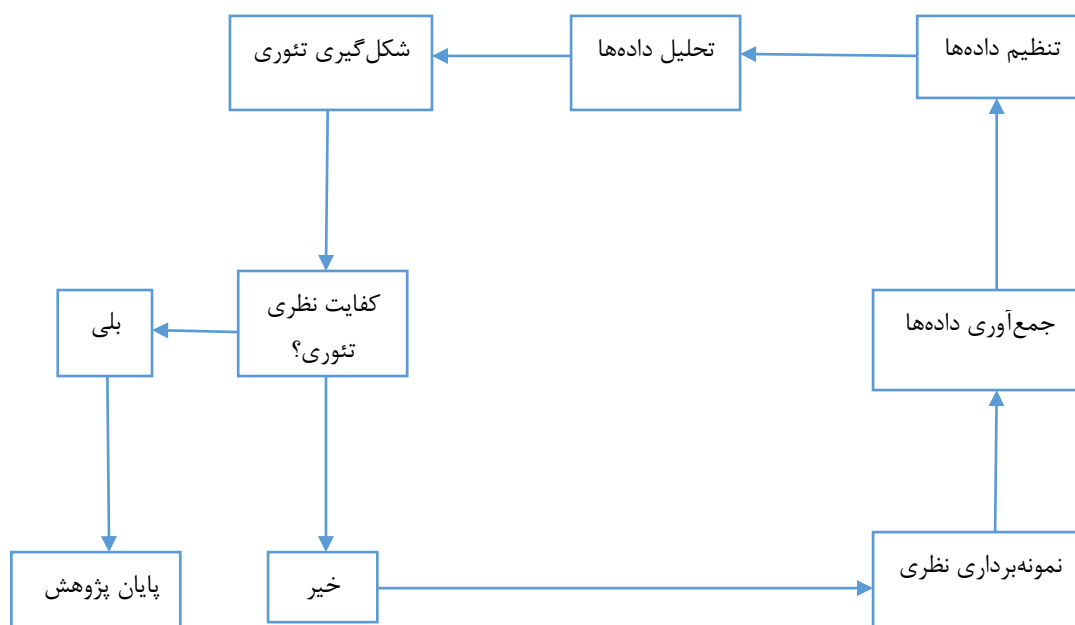 تنظیم داده‌ها
تحلیل داده‌ها
شکل‌گیری تئوری
جمع‌آوری داده‌ها
کفایت نظری
تئوری؟
بلی
نمونه‌برداری نظری
خیر
پایان پژوهش